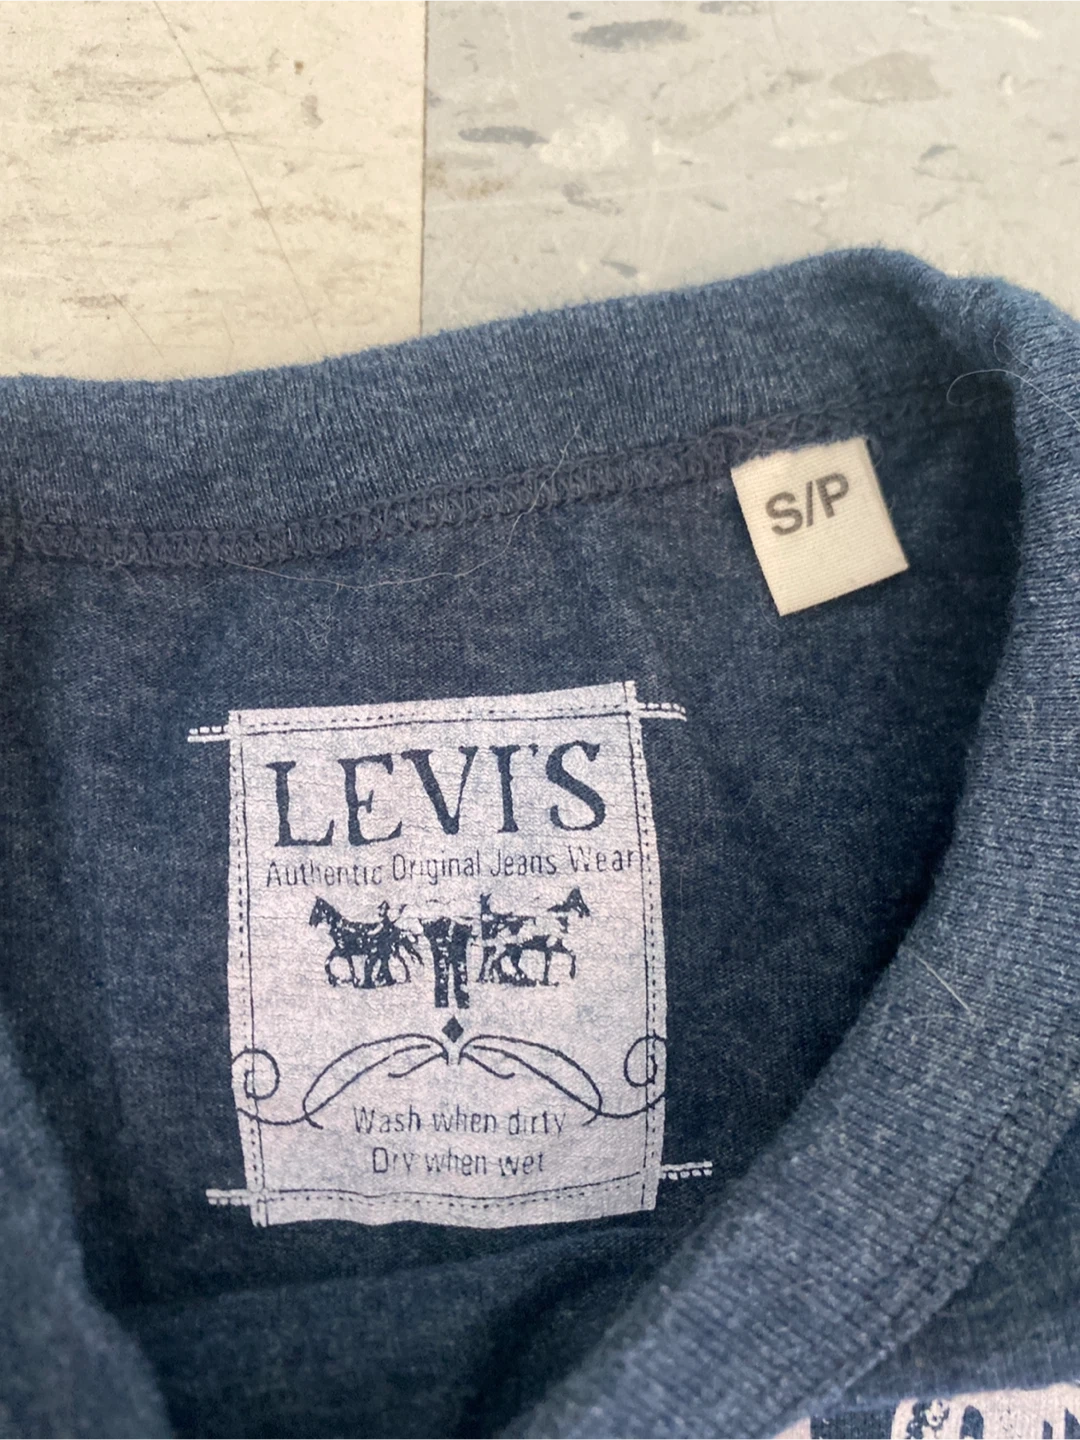 S/P
LEVI'S
Authentic Original Jeans Wear
Wash when dirty
Dry when wet